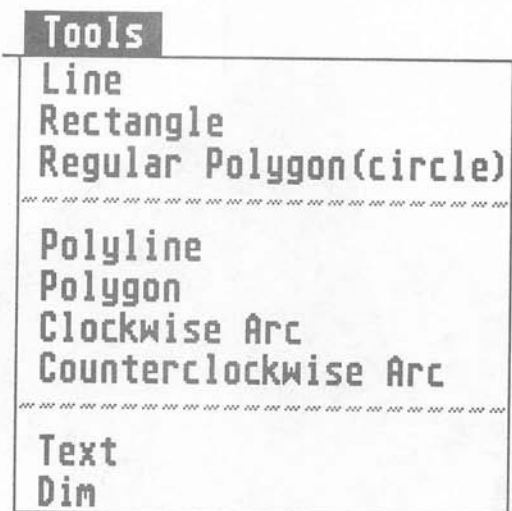 Tools
Line
Rectangle
Regular Polygon(circle)
Polyline
Polygon
Clockwise Arc
Counterclockwise Arc
Text
Dim